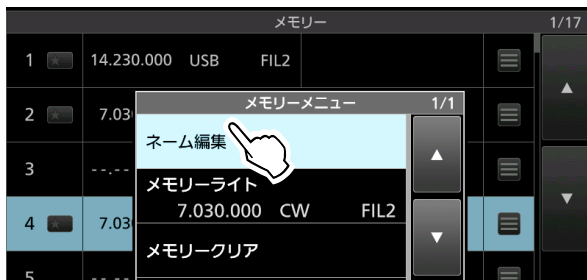 メモリー 1/17
1 14.230.000 USB FIL2
メモリーメニュー 1/1
2 7.03
ネーム編集
3 --.--
メモリーライト
7.030.000 CW FIL2
4 7.03
メモリークリア
5 --.--